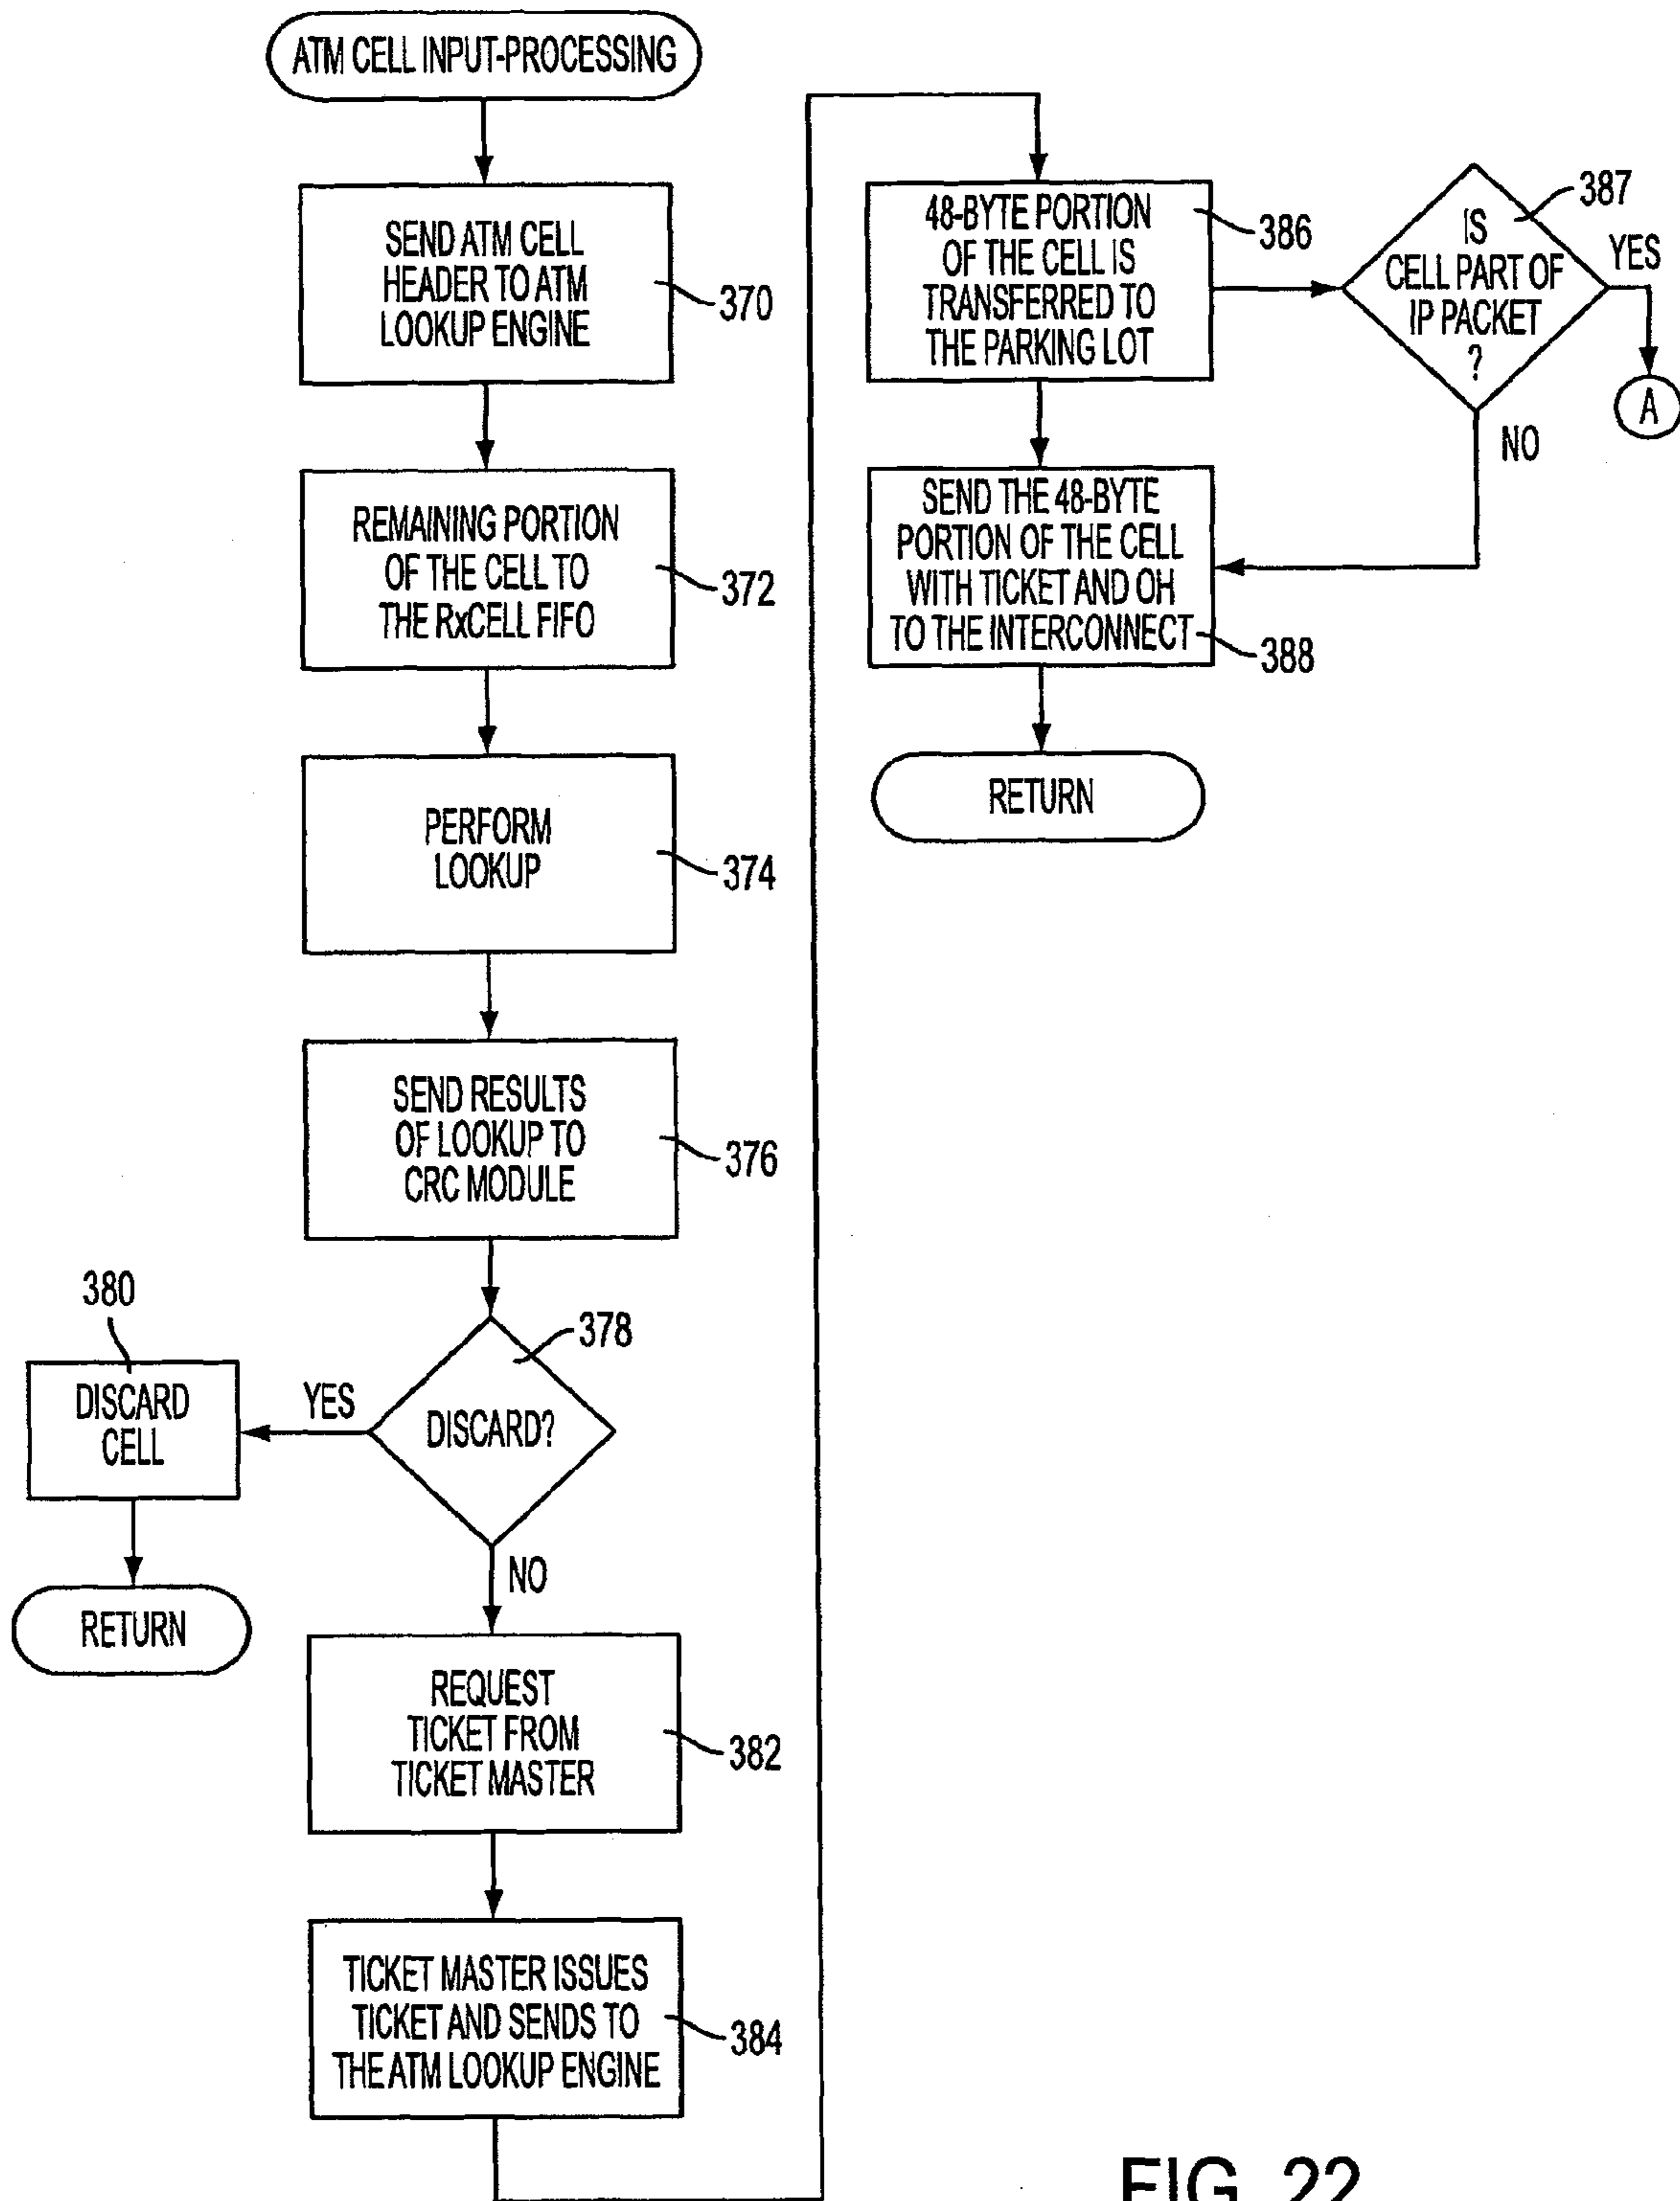 ATM CELL INPUT-PROCESSING
SEND ATM CELL
HEADER TO ATM
LOOKUP ENGINE
370
REMAINING PORTION
OF THE CELL TO
THE RxCELL FIFO
372
PERFORM
LOOKUP
374
SEND RESULTS
OF LOOKUP TO
CRC MODULE
376
378
DISCARD?
YES
380
DISCARD
CELL
RETURN
NO
REQUEST
TICKET FROM
TICKET MASTER
382
TICKET MASTER ISSUES
TICKET AND SENDS TO
THE ATM LOOKUP ENGINE
384
48-BYTE PORTION
OF THE CELL IS
TRANSFERRED TO
THE PARKING LOT
386
387
IS
CELL PART OF
IP PACKET
?
YES
A
NO
SEND THE 48-BYTE
PORTION OF THE CELL
WITH TICKET AND OH
TO THE INTERCONNECT
388
RETURN
FIG. 22